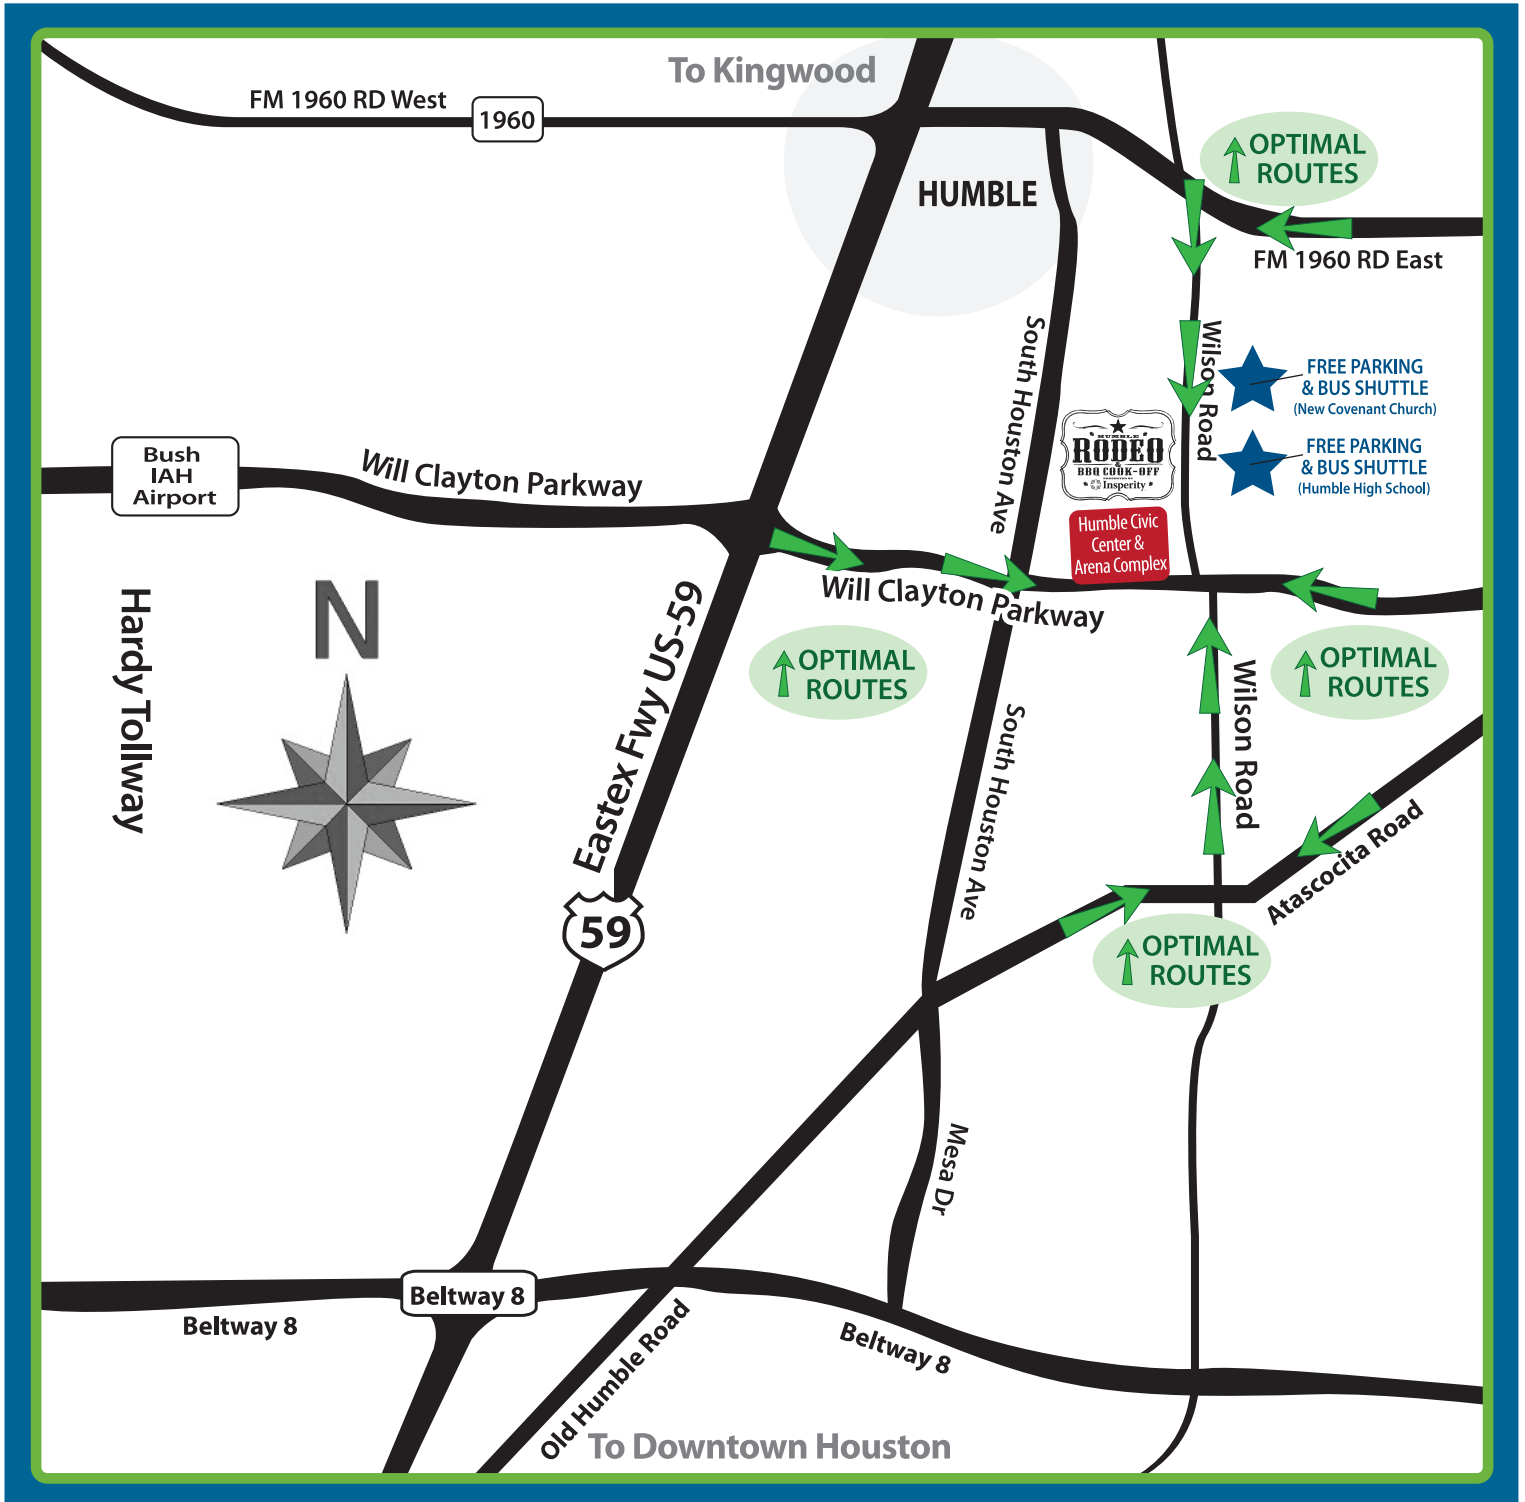 To Kingwood
FM 1960 RD West
1960
OPTIMAL
ROUTES
HUMBLE
FM 1960 RD East
South Houston Ave
Wilson Road
FREE PARKING
& BUS SHUTTLE
(New Covenant Church)
HUMBLE
RODEO
&
BBQ COOK-OFF
PRESENTED BY
Insperity
FREE PARKING
& BUS SHUTTLE
(Humble High School)
Bush
IAH
Airport
Will Clayton Parkway
Humble Civic
Center &
Arena Complex
Will Clayton Parkway
Hardy Tollway
N
Eastex Fwy US-59
OPTIMAL
ROUTES
OPTIMAL
ROUTES
Wilson Road
South Houston Ave
Atascocita Road
59
OPTIMAL
ROUTES
Mesa Dr
Beltway 8
Beltway 8
Beltway 8
Old Humble Road
To Downtown Houston